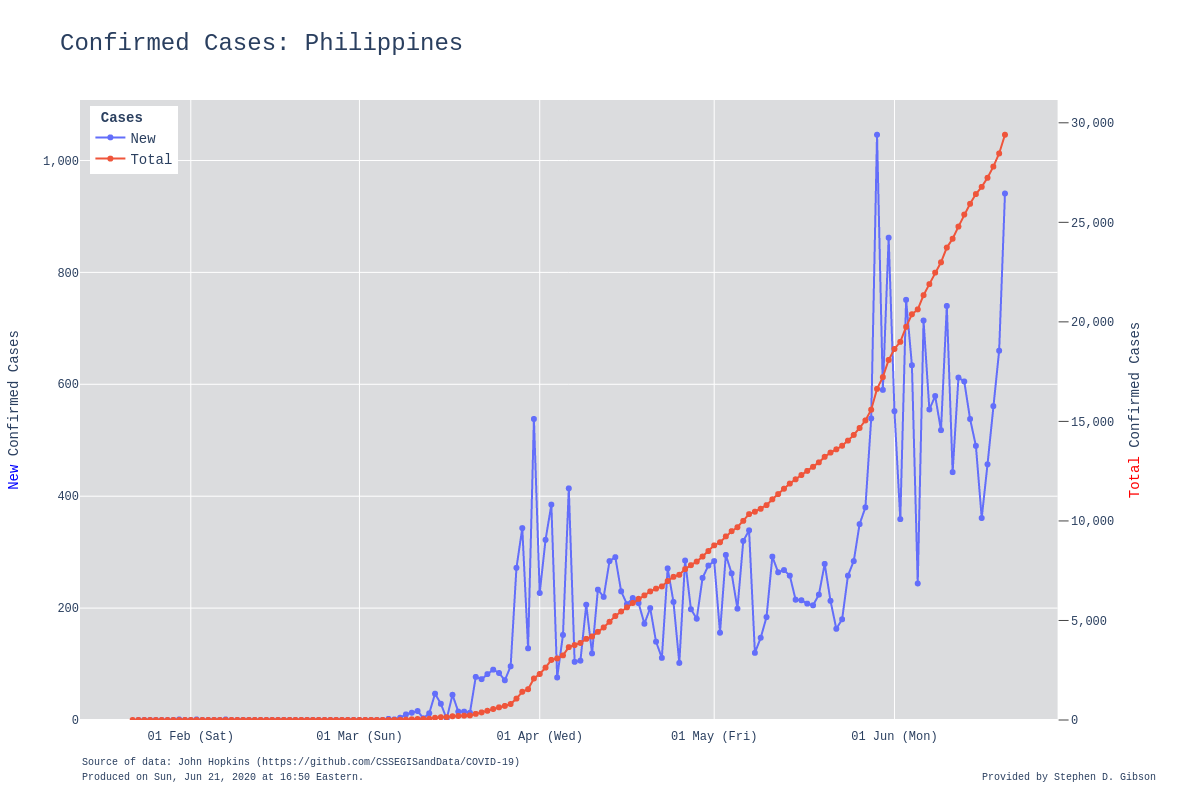 Confirmed Cases: Philippines
Cases
New
Total
1,000
800
600
400
200
0
New Confirmed Cases
30,000
25,000
20,000
15,000
10,000
5,000
0
Total Confirmed Cases
01 Feb (Sat)
01 Mar (Sun)
01 Apr (Wed)
01 May (Fri)
01 Jun (Mon)
Source of data: John Hopkins (https://github.com/CSSEGISandData/COVID-19)
Produced on Sun, Jun 21, 2020 at 16:50 Eastern.
Provided by Stephen D. Gibson